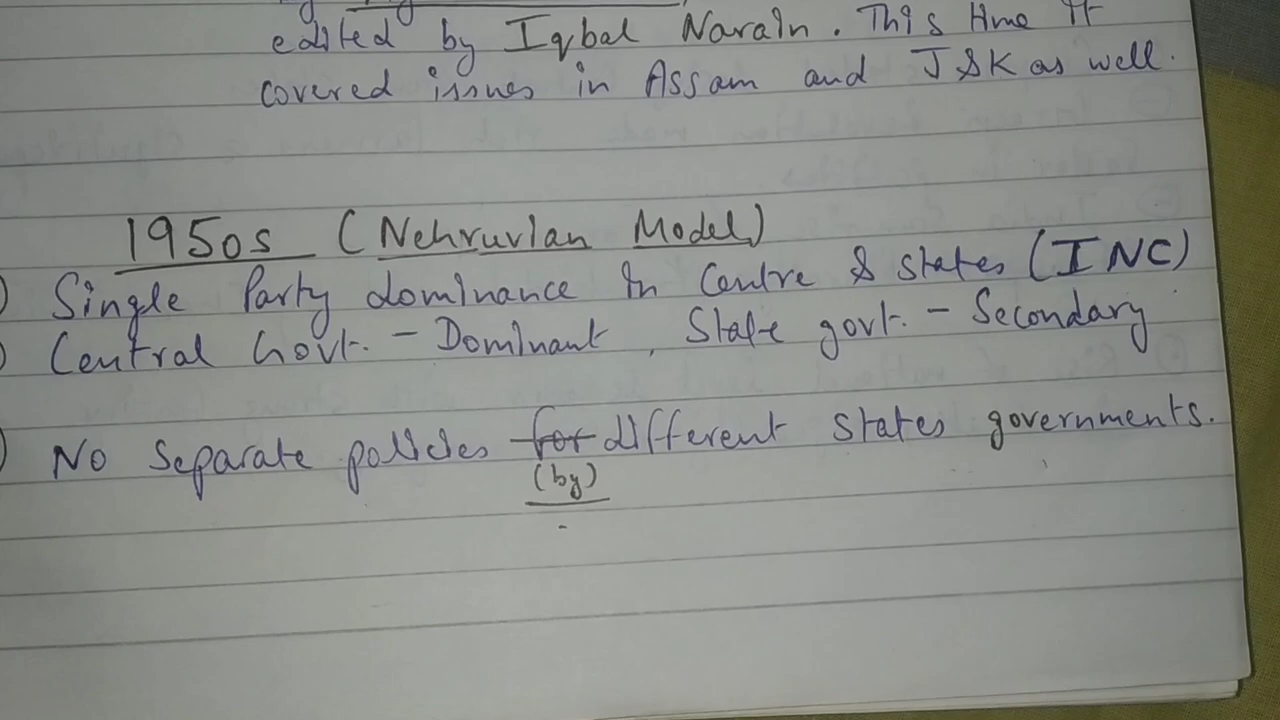 edited by Iqbal Narain. This time it
covered issues in Assam and J&K as well.
1950s (Nehruvian Model)
Single Party dominance in Centre & states (INC)
Central Govt. - Dominant, State govt. - Secondary
No Separate policies for different states governments.
(by)